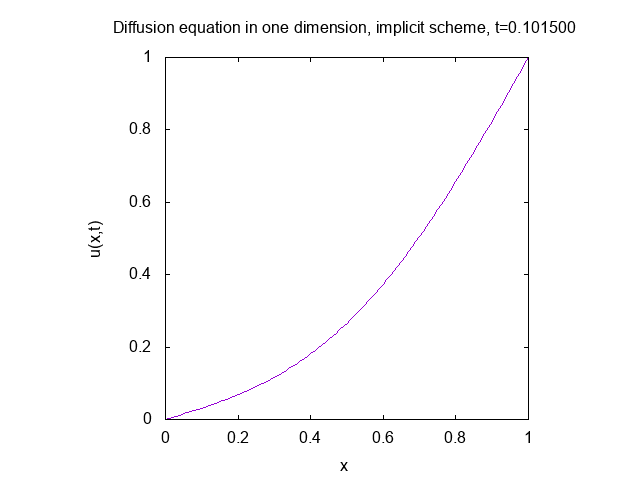 Diffusion equation in one dimension, implicit scheme, t=0.101500
1
0.8
0.6
0.4
0.2
0
u(x,t)
0 0.2 0.4 0.6 0.8 1
x